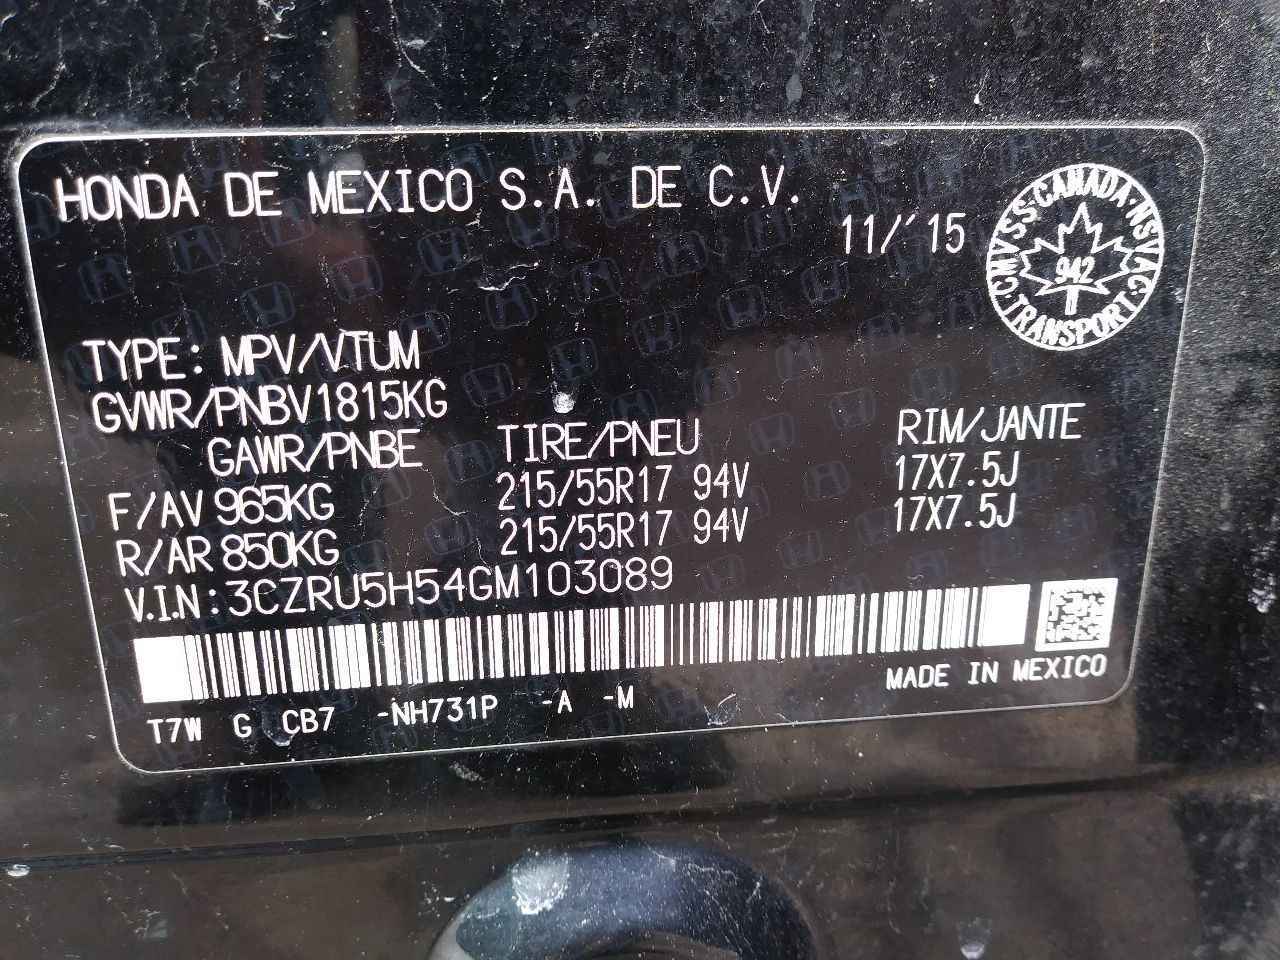 HONDA DE MEXICO S.A. DE C.V.
11/'15
CMVSS·CANADA·NSVAC·TRANSPORT·
942
TYPE: MPV/VTUM
GVWR/PNBV1815KG
GAWR/PNBE TIRE/PNEU RIM/JANTE
F/AV 965KG 215/55R17 94V 17X7.5J
R/AR 850KG 215/55R17 94V 17X7.5J
V.I.N:3CZRU5H54GM103089
MADE IN MEXICO
T7W G CB7 -NH731P -A -M